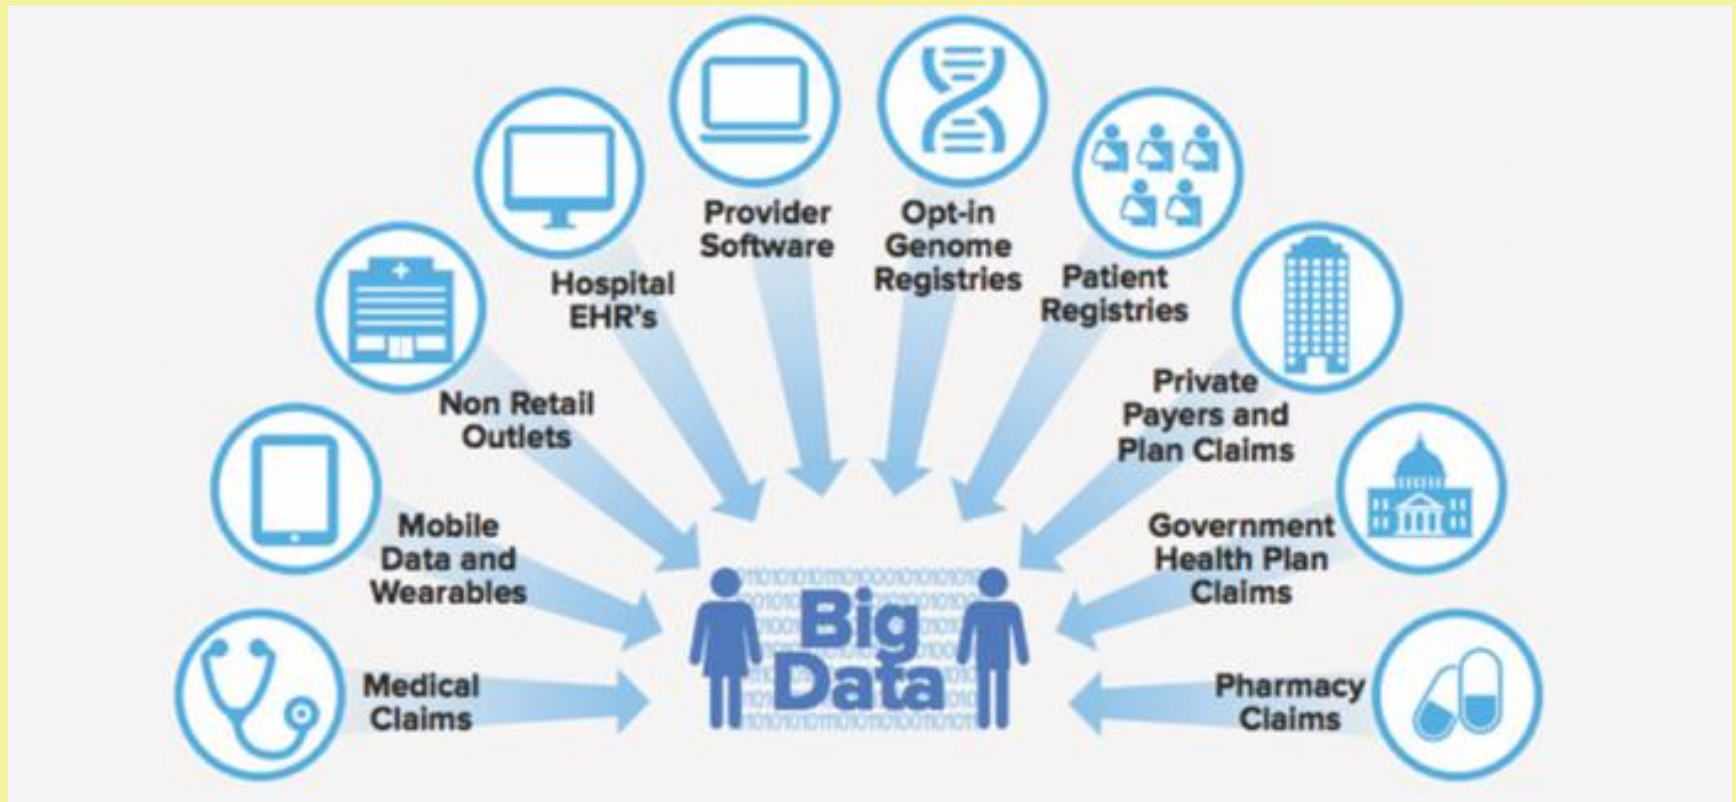 Provider
Software
Opt-in
Genome
Registries
Hospital
EHR's
Patient
Registries
Non Retail
Outlets
Private
Payers and
Plan Claims
Mobile
Data and
Wearables
Government
Health Plan
Claims
Medical
Claims
Big
Data
Pharmacy
Claims